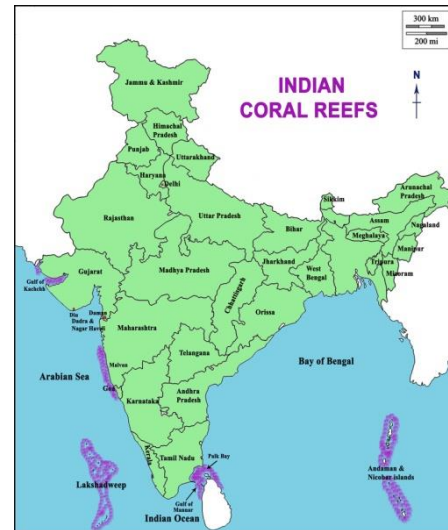 300 km
200 mi
N
INDIAN
CORAL REEFS
Jammu & Kashmir
Himachal
Pradesh
Punjab
Uttarakhand
Haryana
Delhi
Rajasthan
Uttar Pradesh
Sikkim
Arunachal
Pradesh
Assam
Nagaland
Meghalaya
Manipur
Tripura
Mizoram
Bihar
Jharkhand
West
Bengal
Gujarat
Gulf of
Kachchh
Madhya Pradesh
Chhattisgarh
Orissa
Diu
Daman
Dadra &
Nagar Haveli
Maharashtra
Telangana
Bay of Bengal
Malvan
Arabian Sea
Goa
Karnataka
Andhra
Pradesh
Kerala
Tamil Nadu
Palk Bay
Lakshadweep
Gulf of
Mannar
Indian Ocean
Andaman &
Nicobar islands